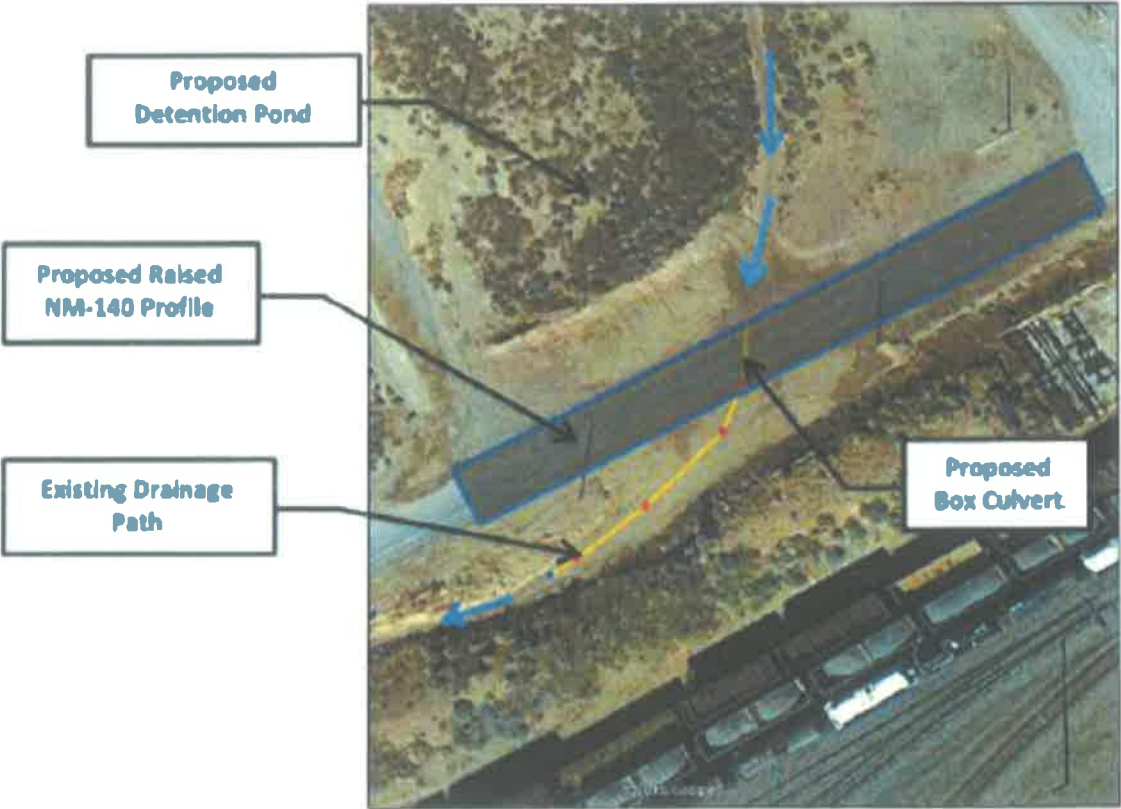 Proposed
Detention Pond
Proposed Raised
NM-140 Profile
Existing Drainage
Path
Proposed
Box Culvert